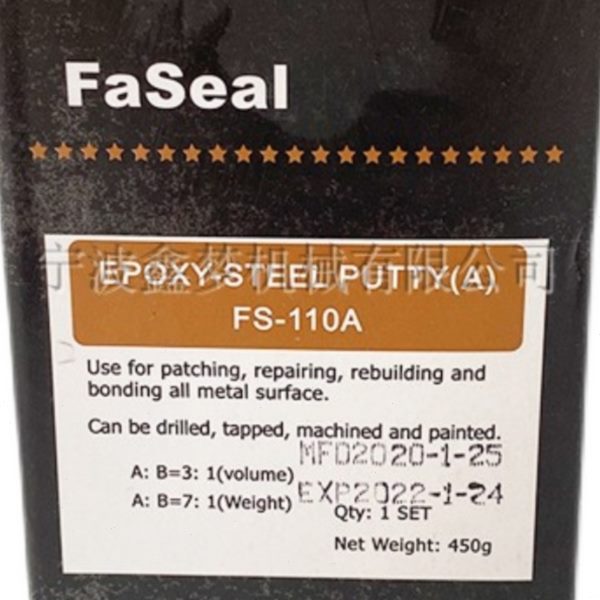 FaSeal
宁波鑫梦机械有限公司
EPOXY-STEEL PUTTY(A)
FS-110A
Use for patching, repairing, rebuilding and
bonding all metal surface.
Can be drilled, tapped, machined and painted.
MFD2020-1-25
A: B=3: 1(volume)
EXP2022-1-24
A: B=7: 1(Weight)
Qty: 1 SET
Net Weight: 450g